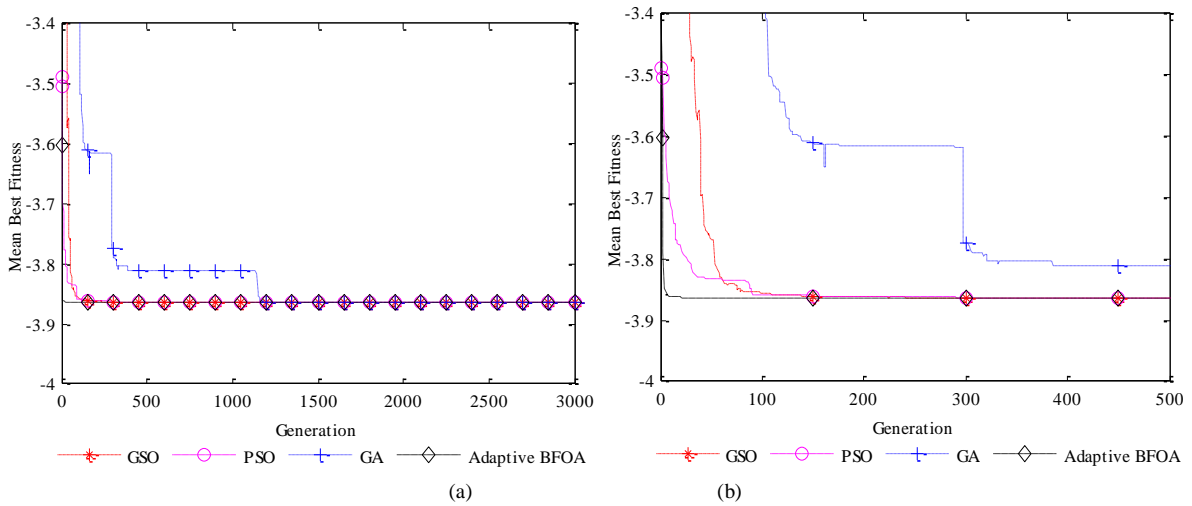 -3.4
-3.5
-3.6
-3.7
-3.8
-3.9
-4
Mean Best Fitness
0 500 1000 1500 2000 2500 3000
Generation
GSO PSO GA Adaptive BFOA
(a)
-3.4
-3.5
-3.6
-3.7
-3.8
-3.9
-4
Mean Best Fitness
0 100 200 300 400 500
Generation
GSO PSO GA Adaptive BFOA
(b)